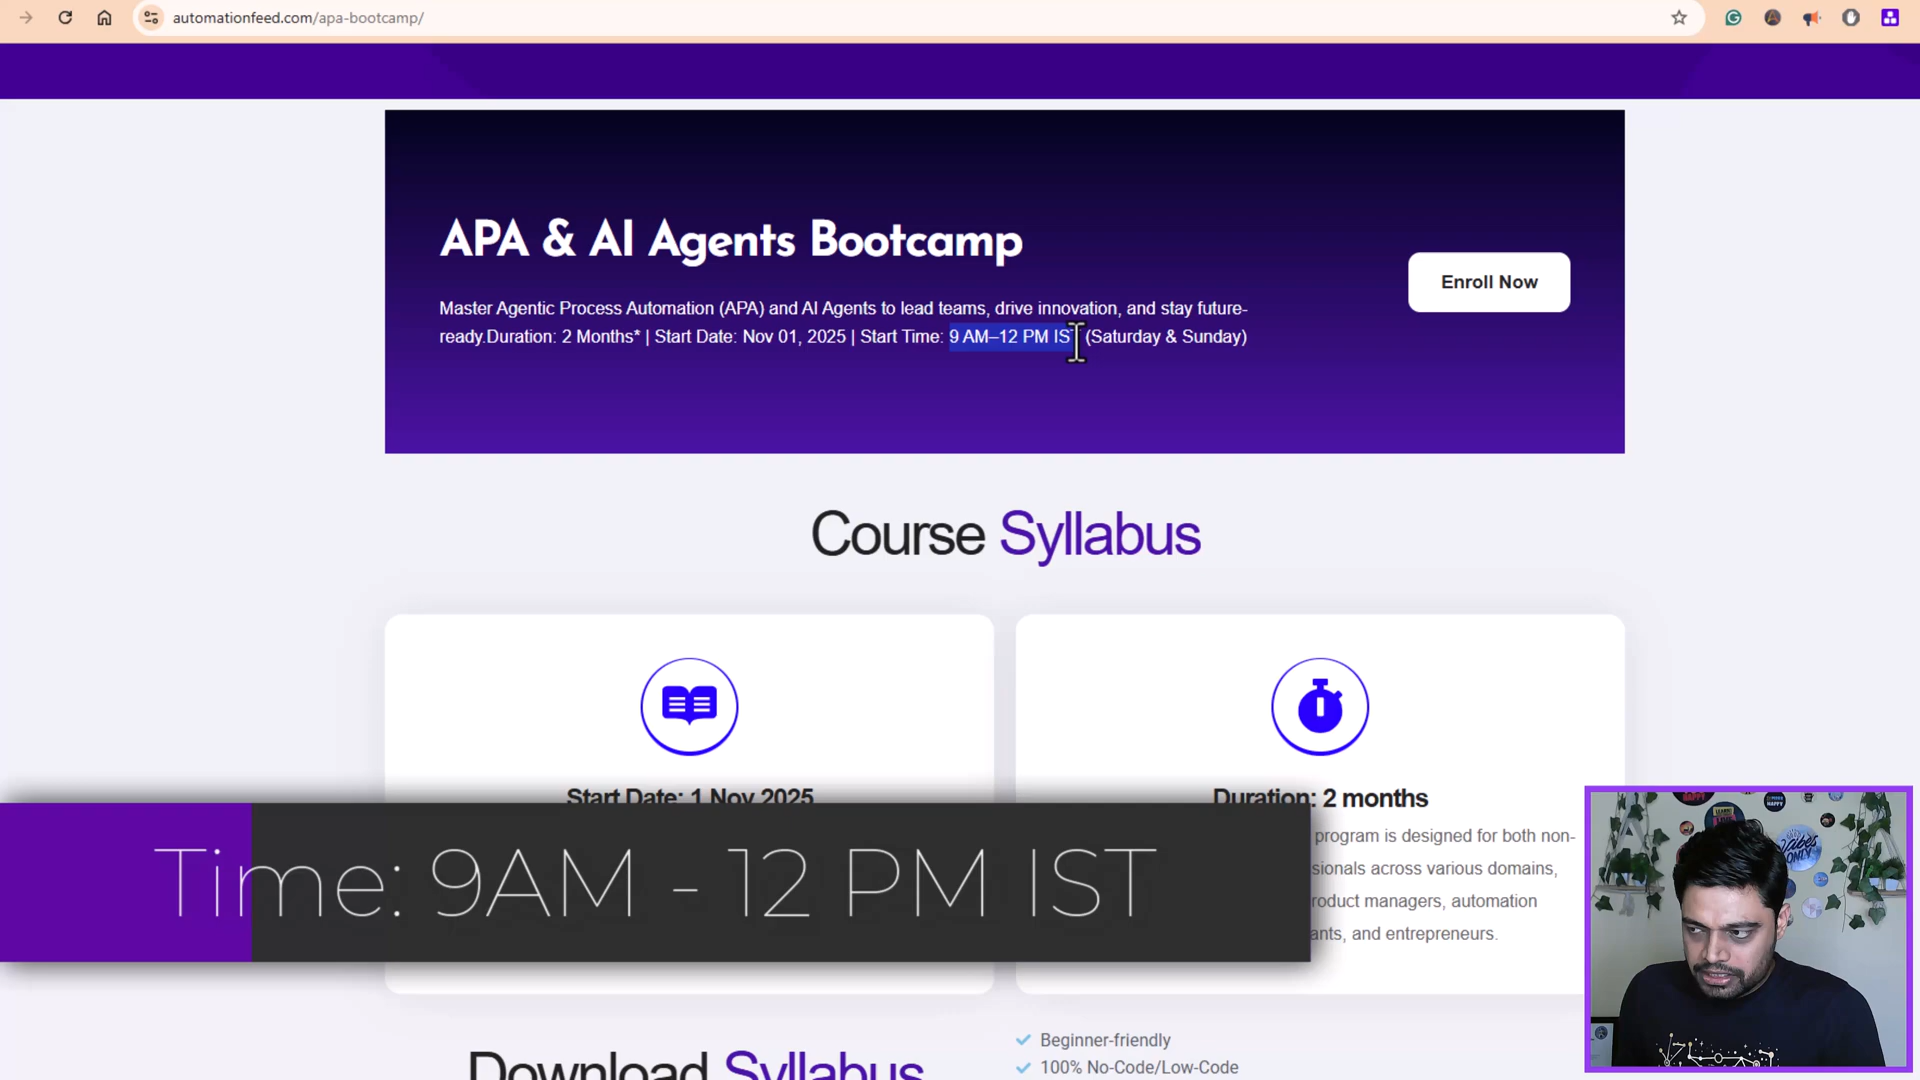 automationfeed.com/apa-bootcamp/
APA & AI Agents Bootcamp
Master Agentic Process Automation (APA) and AI Agents to lead teams, drive innovation, and stay future-
ready.Duration: 2 Months* | Start Date: Nov 01, 2025 | Start Time: 9 AM–12 PM IST (Saturday & Sunday)
Enroll Now
Course Syllabus
Start Date: 1 Nov 2025
Duration: 2 months
program is designed for both non-
sionals across various domains,
roduct managers, automation
ants, and entrepreneurs.
Time: 9AM - 12 PM IST
Beginner-friendly
100% No-Code/Low-Code
Download Syllabus